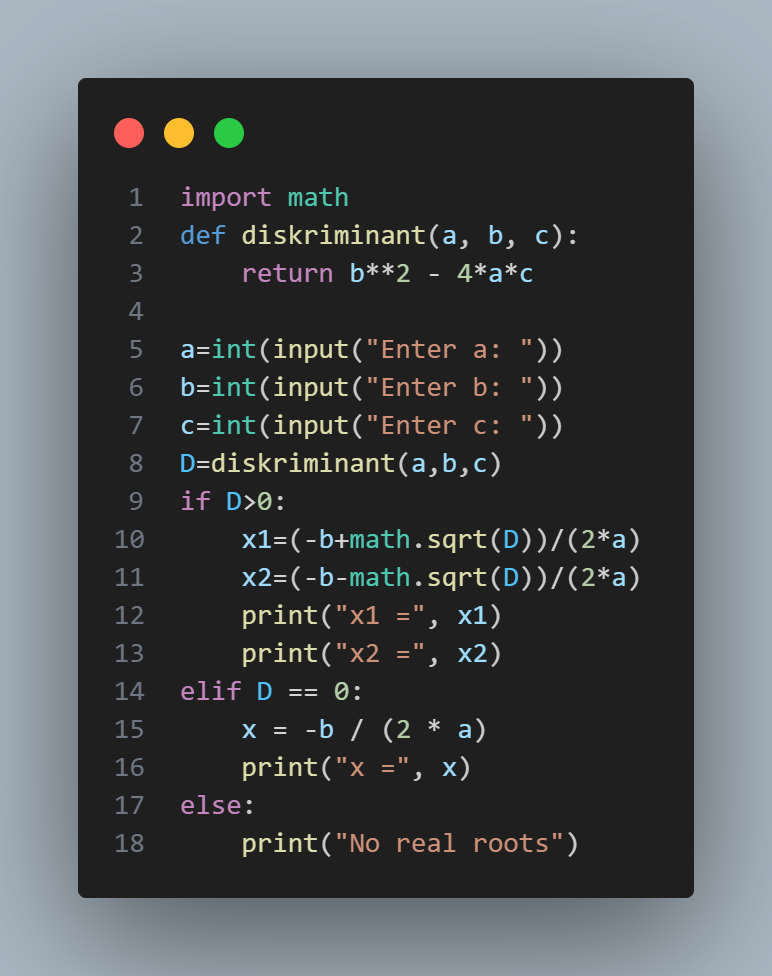 1 import math
2 def diskriminant(a, b, c):
3     return b**2 - 4*a*c
4
5 a=int(input("Enter a: "))
6 b=int(input("Enter b: "))
7 c=int(input("Enter c: "))
8 D=diskriminant(a,b,c)
9 if D>0:
10     x1=(-b+math.sqrt(D))/(2*a)
11     x2=(-b-math.sqrt(D))/(2*a)
12     print("x1 =", x1)
13     print("x2 =", x2)
14 elif D == 0:
15     x = -b / (2 * a)
16     print("x =", x)
17 else:
18     print("No real roots")